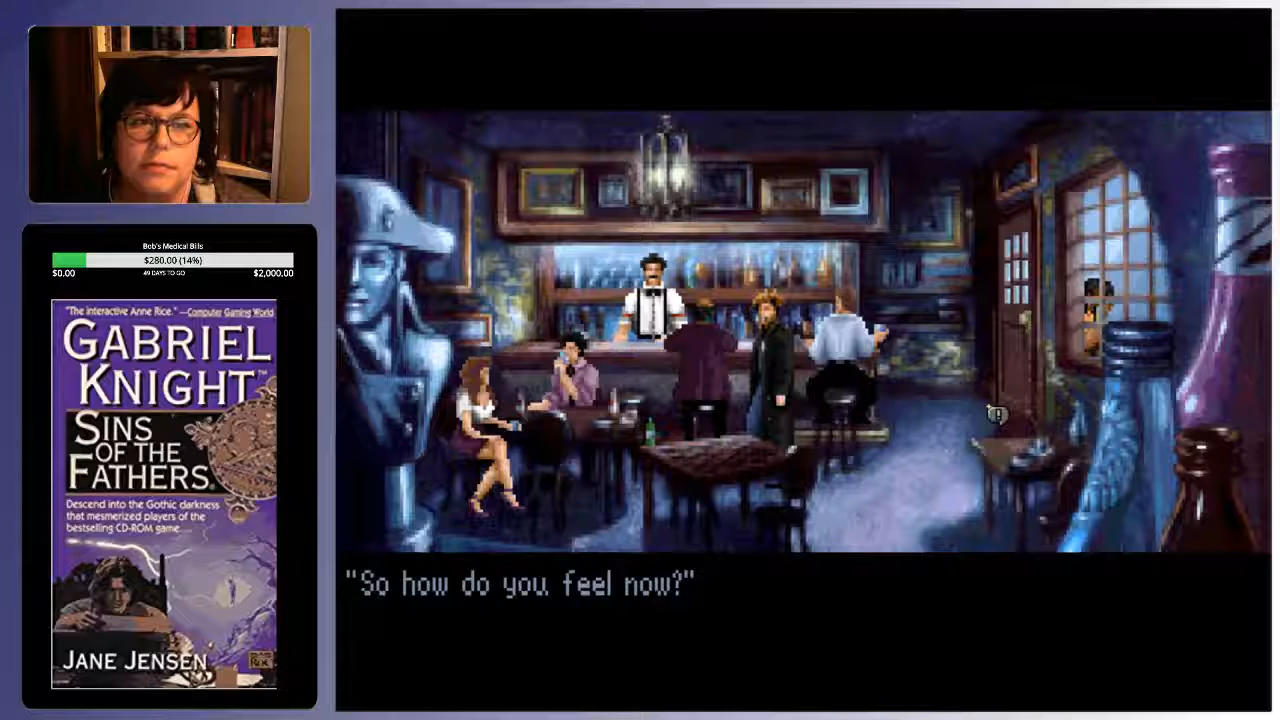 Bob's Medical Bills
$280.00 (14%)
$0.00
49 DAYS TO GO
$2,000.00
"The interactive Anne Rice." —Computer Gaming World
GABRIEL
KNIGHT™
SINS
OF THE
FATHERS®
Descend into the Gothic darkness
that mesmerized players of the
bestselling CD-ROM game....
JANE JENSEN
ROC
"So how do you feel now?"